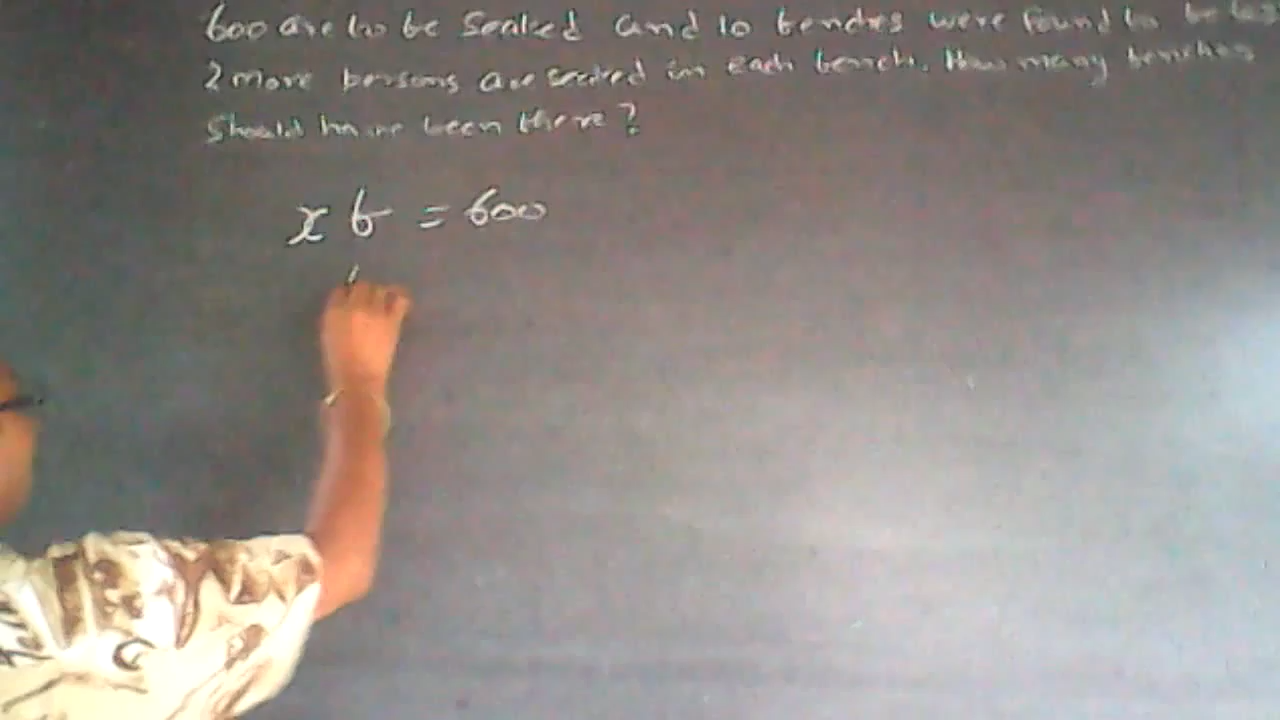 600 are to be seated and 10 benches were found to be less
2 more persons are seated in each bench. How many benches
should have been there?
x b = 600